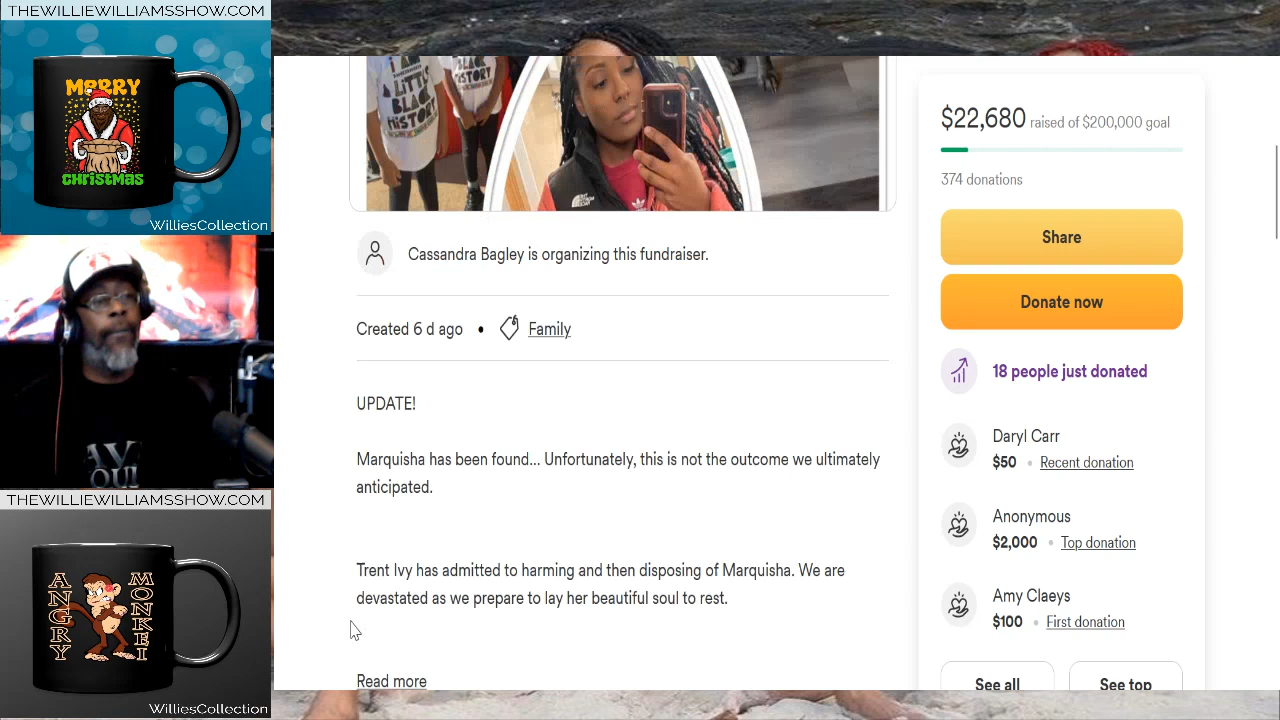 THEWILLIEWILLIAMSSHOW.COM
MERRY
CHRISTMAS
WilliesCollection
THEWILLIEWILLIAMSSHOW.COM
ANGRY
MONKEI
WilliesCollection
A LITTLE
BLACK
HISTORY
HISTORY
$22,680 raised of $200,000 goal
374 donations
Share
Donate now
18 people just donated
Daryl Carr
$50 • Recent donation
Anonymous
$2,000 • Top donation
Amy Claeys
$100 • First donation
See all
See top
Cassandra Bagley is organizing this fundraiser.
Created 6 d ago • Family
UPDATE!
Marquisha has been found... Unfortunately, this is not the outcome we ultimately
anticipated.
Trent Ivy has admitted to harming and then disposing of Marquisha. We are
devastated as we prepare to lay her beautiful soul to rest.
Read more